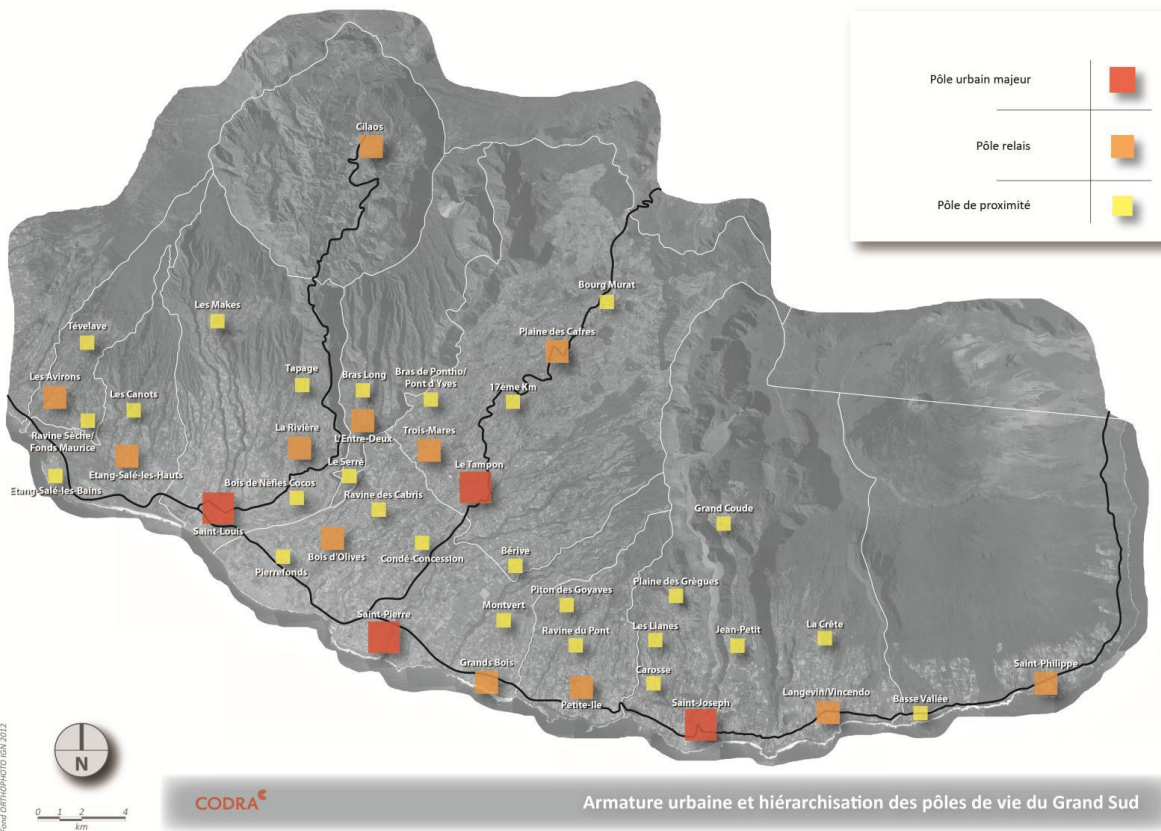 Pôle urbain majeur
Pôle relais
Pôle de proximité
Cilaos
Bourg Murat
Les Makes
Tévelave
Plaine des Cafres
Les Avirons
Les Canots
Tapage
Bras Long
Bras de Pontho/
Pont d'Yves
17ème Km
Ravine Sèche/
Fonds Maurice
La Rivière
L'Entre-Deux
Trois-Mares
Etang-Salé-les-Hauts
Le Serré
Le Tampon
Etang-Salé-les-Bains
Bois de Nèfles Cocos
Ravine des Cabris
Saint-Louis
Grand Coude
Bois d'Olives
Condé-Concession
Bérive
Pierrefonds
Plaine des Grègues
Piton des Goyaves
Montvert
Saint-Pierre
Ravine du Pont
Les Lianes
Jean-Petit
La Crête
Grands Bois
Carosse
Saint-Philippe
Petite-Ile
Saint-Joseph
Langevin/Vincendo
Basse Vallée
N
0 1 2 4
km
Fond ORTHOPHOTO IGN 2012
CODRA
Armature urbaine et hiérarchisation des pôles de vie du Grand Sud